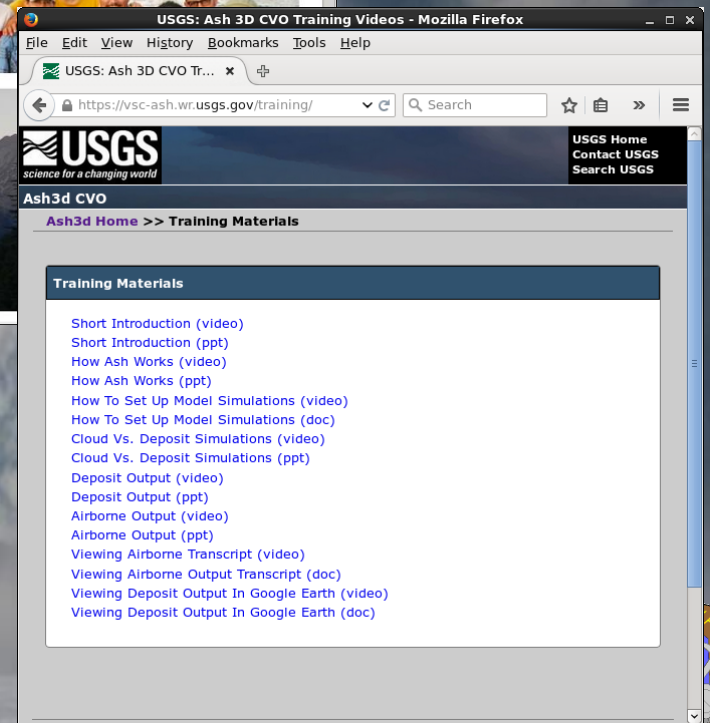 USGS: Ash 3D CVO Training Videos - Mozilla Firefox
File Edit View History Bookmarks Tools Help
USGS: Ash 3D CVO Tr...
https://vsc-ash.wr.usgs.gov/training/ Search
USGS
science for a changing world
USGS Home
Contact USGS
Search USGS
Ash3d CVO
Ash3d Home >> Training Materials
Training Materials
Short Introduction (video)
Short Introduction (ppt)
How Ash Works (video)
How Ash Works (ppt)
How To Set Up Model Simulations (video)
How To Set Up Model Simulations (doc)
Cloud Vs. Deposit Simulations (video)
Cloud Vs. Deposit Simulations (ppt)
Deposit Output (video)
Deposit Output (ppt)
Airborne Output (video)
Airborne Output (ppt)
Viewing Airborne Transcript (video)
Viewing Airborne Output Transcript (doc)
Viewing Deposit Output In Google Earth (video)
Viewing Deposit Output In Google Earth (doc)